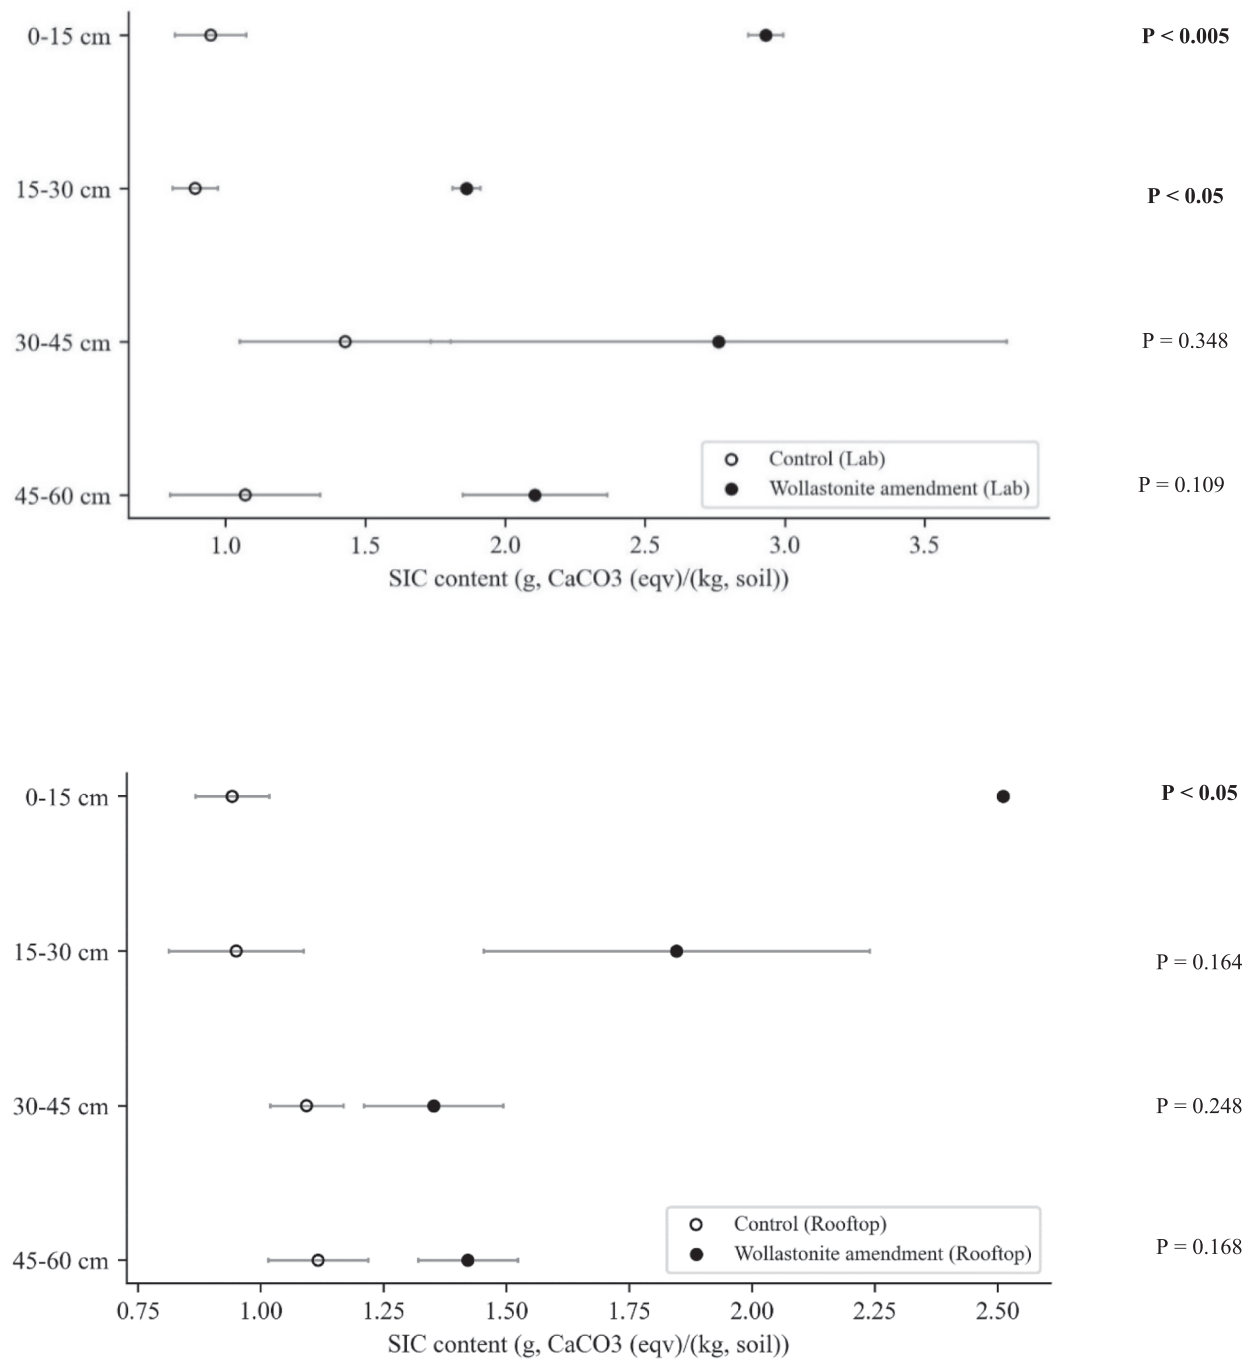 0-15 cm
P < 0.005
15-30 cm
P < 0.05
30-45 cm
P = 0.348
Control (Lab)
Wollastonite amendment (Lab)
45-60 cm
P = 0.109
1.0 1.5 2.0 2.5 3.0 3.5
SIC content (g, CaCO3 (eqv)/(kg, soil))
0-15 cm
P < 0.05
15-30 cm
P = 0.164
30-45 cm
P = 0.248
Control (Rooftop)
Wollastonite amendment (Rooftop)
45-60 cm
P = 0.168
0.75 1.00 1.25 1.50 1.75 2.00 2.25 2.50
SIC content (g, CaCO3 (eqv)/(kg, soil))